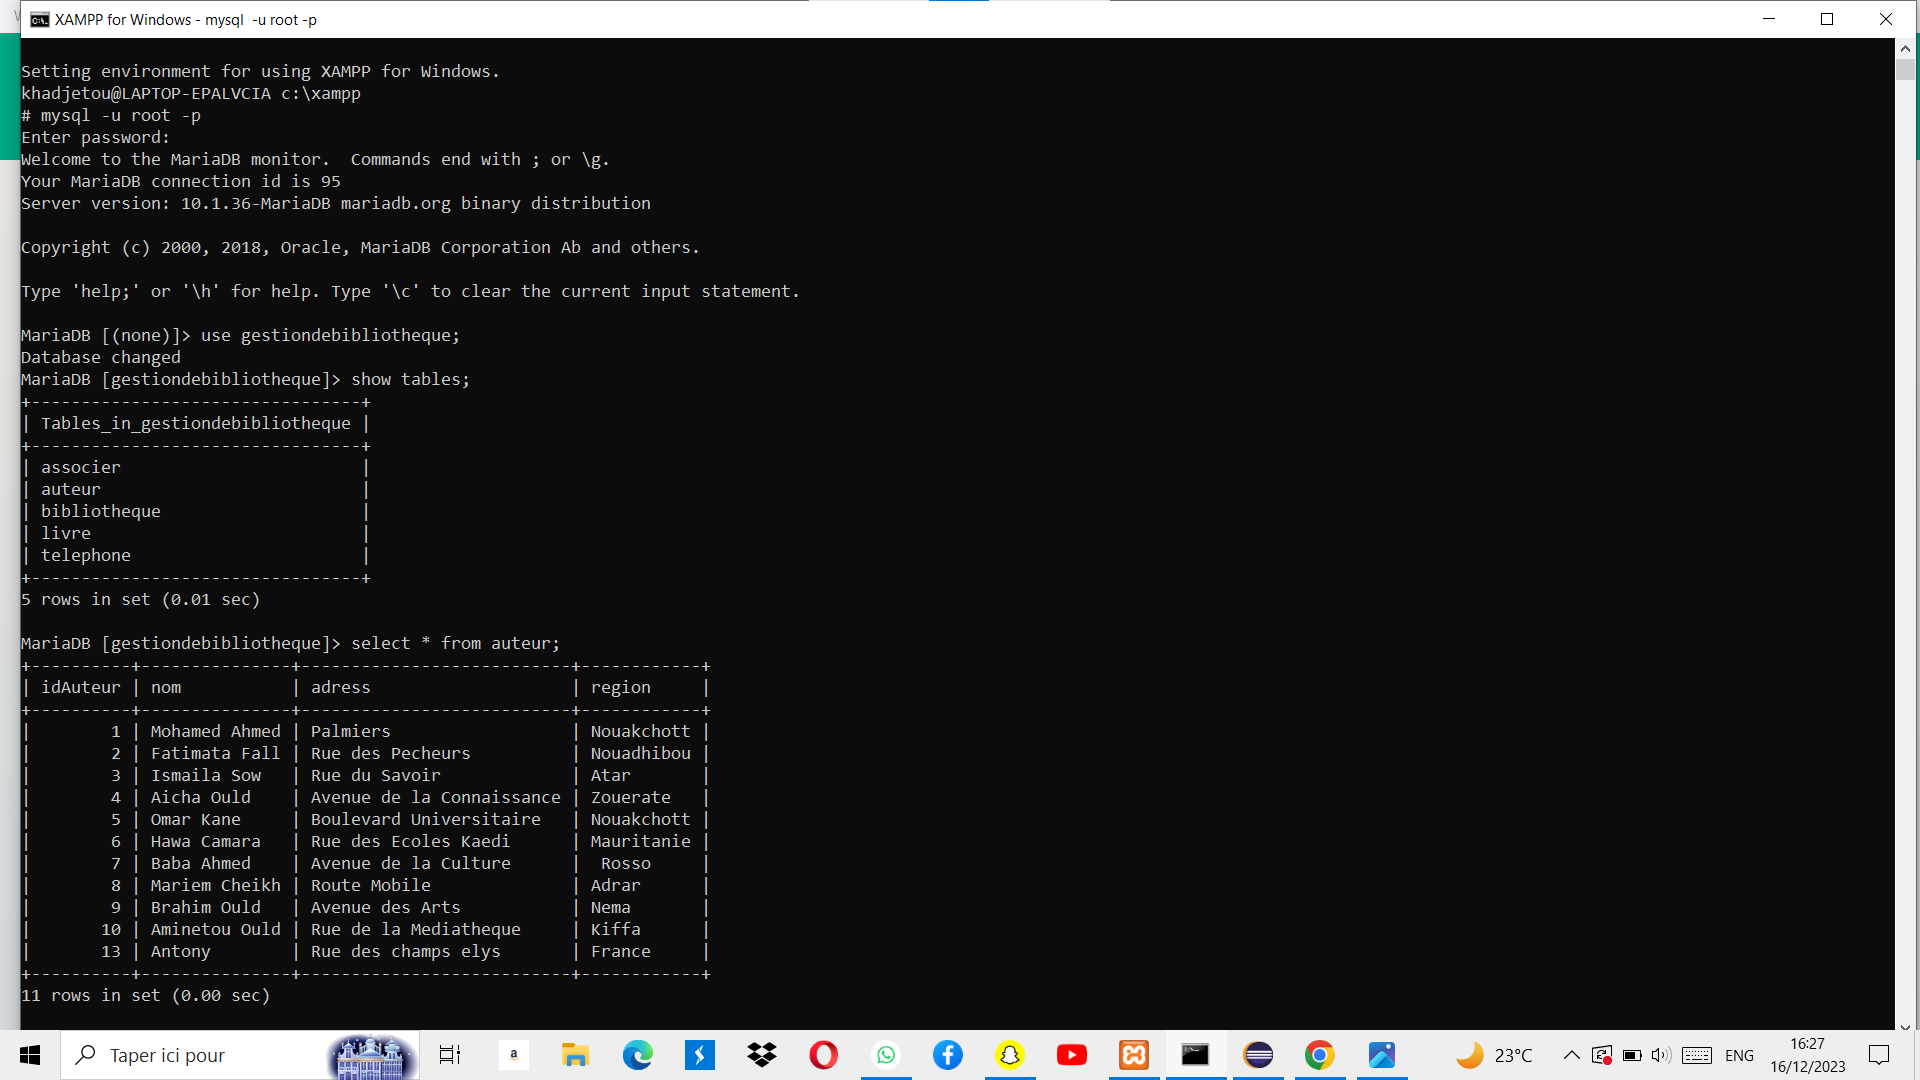 XAMPP for Windows - mysql  -u root -p
Setting environment for using XAMPP for Windows.
khadjetou@LAPTOP-EPALVCIA c:\xampp
# mysql -u root -p
Enter password:
Welcome to the MariaDB monitor.  Commands end with ; or \g.
Your MariaDB connection id is 95
Server version: 10.1.36-MariaDB mariadb.org binary distribution
Copyright (c) 2000, 2018, Oracle, MariaDB Corporation Ab and others.
Type 'help;' or '\h' for help. Type '\c' to clear the current input statement.
MariaDB [(none)]> use gestiondebibliotheque;
Database changed
MariaDB [gestiondebibliotheque]> show tables;
+---------------------------------+
| Tables_in_gestiondebibliotheque |
+---------------------------------+
| associer                        |
| auteur                          |
| bibliotheque                    |
| livre                           |
| telephone                       |
+---------------------------------+
5 rows in set (0.01 sec)
MariaDB [gestiondebibliotheque]> select * from auteur;
+----------+---------------+---------------------------+------------+
| idAuteur | nom           | adress                    | region     |
+----------+---------------+---------------------------+------------+
|        1 | Mohamed Ahmed | Palmiers                  | Nouakchott |
|        2 | Fatimata Fall | Rue des Pecheurs          | Nouadhibou |
|        3 | Ismaila Sow   | Rue du Savoir             | Atar       |
|        4 | Aicha Ould    | Avenue de la Connaissance | Zouerate   |
|        5 | Omar Kane     | Boulevard Universitaire   | Nouakchott |
|        6 | Hawa Camara   | Rue des Ecoles Kaedi      | Mauritanie |
|        7 | Baba Ahmed    | Avenue de la Culture      |  Rosso     |
|        8 | Mariem Cheikh | Route Mobile              | Adrar      |
|        9 | Brahim Ould   | Avenue des Arts           | Nema       |
|       10 | Aminetou Ould | Rue de la Mediatheque     | Kiffa      |
|       13 | Antony        | Rue des champs elys       | France     |
+----------+---------------+---------------------------+------------+
11 rows in set (0.00 sec)
Taper ici pour
23°C
ENG
16:27
16/12/2023